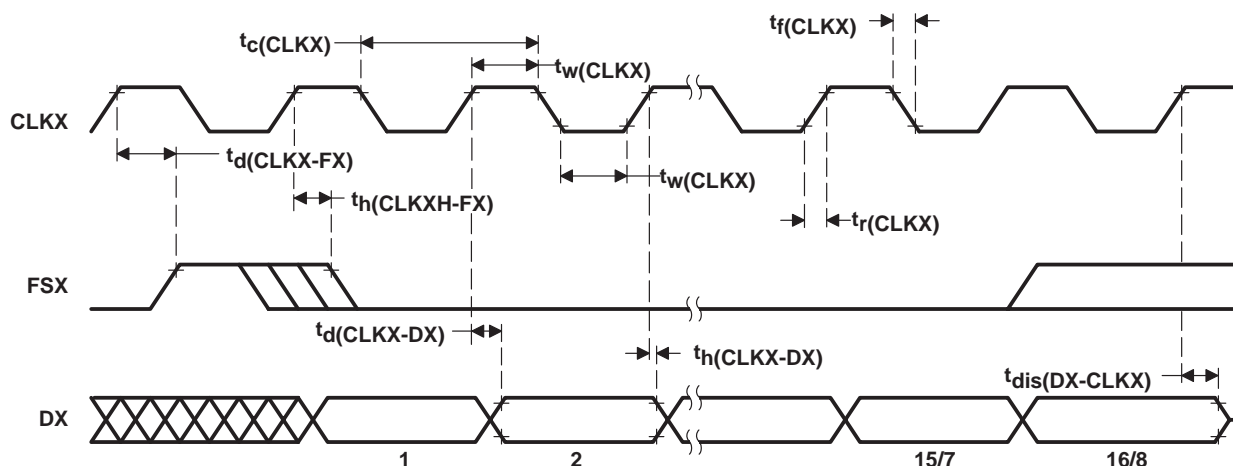 tc(CLKX)
tf(CLKX)
tw(CLKX)
CLKX
td(CLKX-FX)
tw(CLKX)
th(CLKXH-FX)
tr(CLKX)
FSX
td(CLKX-DX)
th(CLKX-DX)
tdis(DX-CLKX)
DX
1 2 15/7 16/8